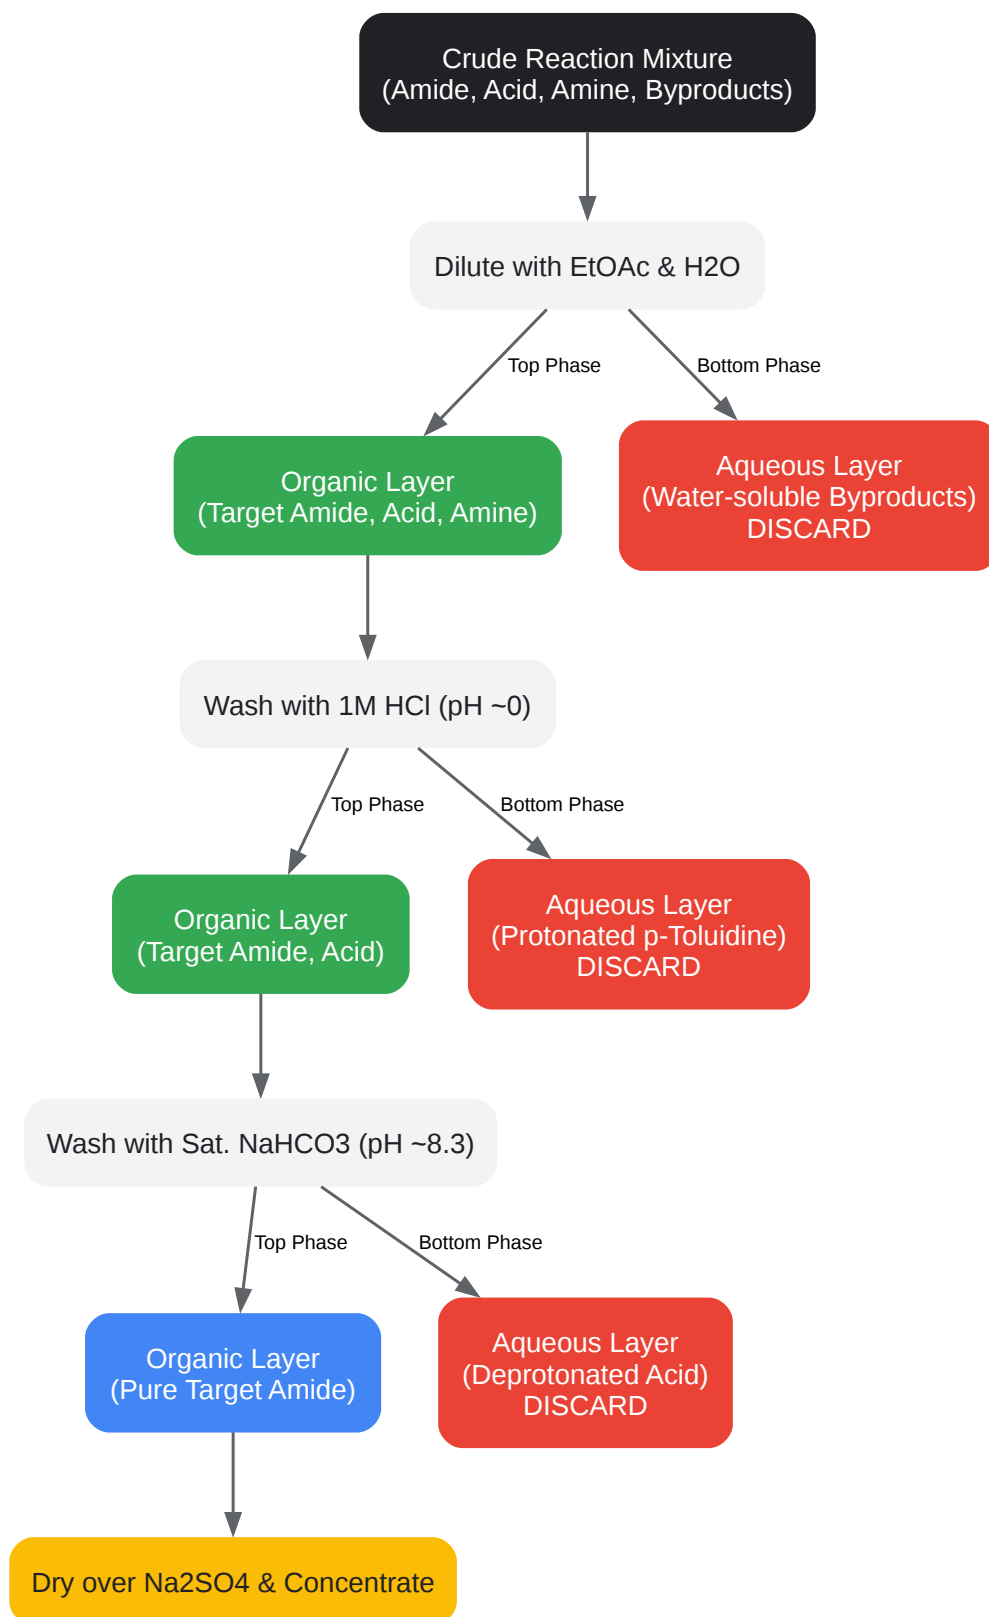 Crude Reaction Mixture
(Amide, Acid, Amine, Byproducts)
Dilute with EtOAc & H2O
Top Phase
Bottom Phase
Organic Layer
(Target Amide, Acid, Amine)
Aqueous Layer
(Water-soluble Byproducts)
DISCARD
Wash with 1M HCl (pH ~0)
Top Phase
Bottom Phase
Organic Layer
(Target Amide, Acid)
Aqueous Layer
(Protonated p-Toluidine)
DISCARD
Wash with Sat. NaHCO3 (pH ~8.3)
Top Phase
Bottom Phase
Organic Layer
(Pure Target Amide)
Aqueous Layer
(Deprotonated Acid)
DISCARD
Dry over Na2SO4 & Concentrate